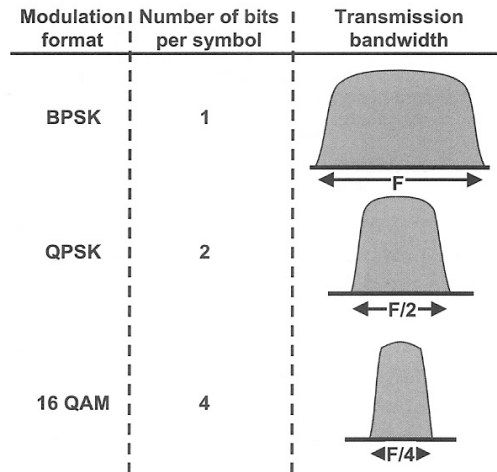 Modulation Number of bits Transmission
format per symbol bandwidth
BPSK 1
F
QPSK 2
F/2
16 QAM 4
F/4